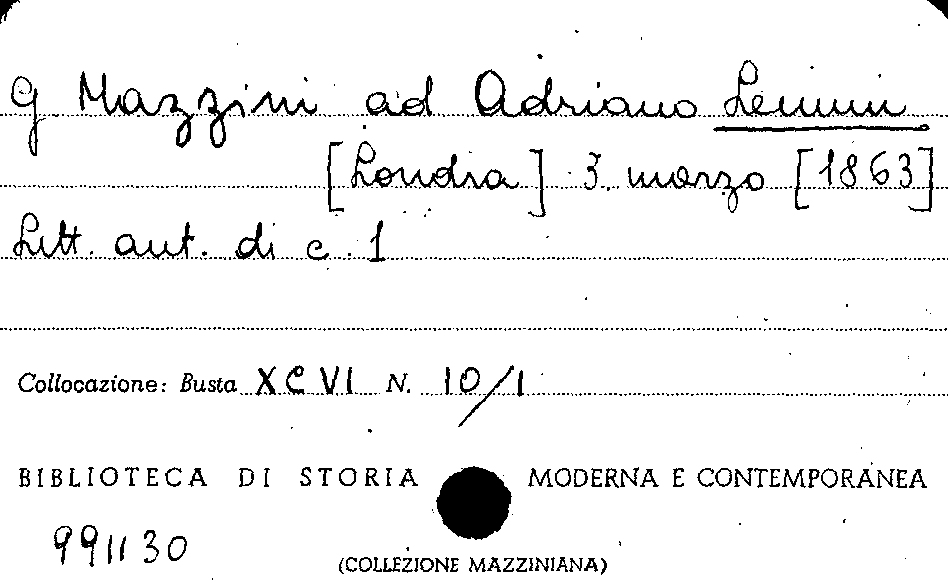 G Mazzini ad Adriano Lemmi
[Londra] 3 marzo [1863]
Lett. aut. di c. 1
Collocazione: Busta XCVI N. 10/1
BIBLIOTECA DI STORIA MODERNA E CONTEMPORANEA
991130
(COLLEZIONE MAZZINIANA)